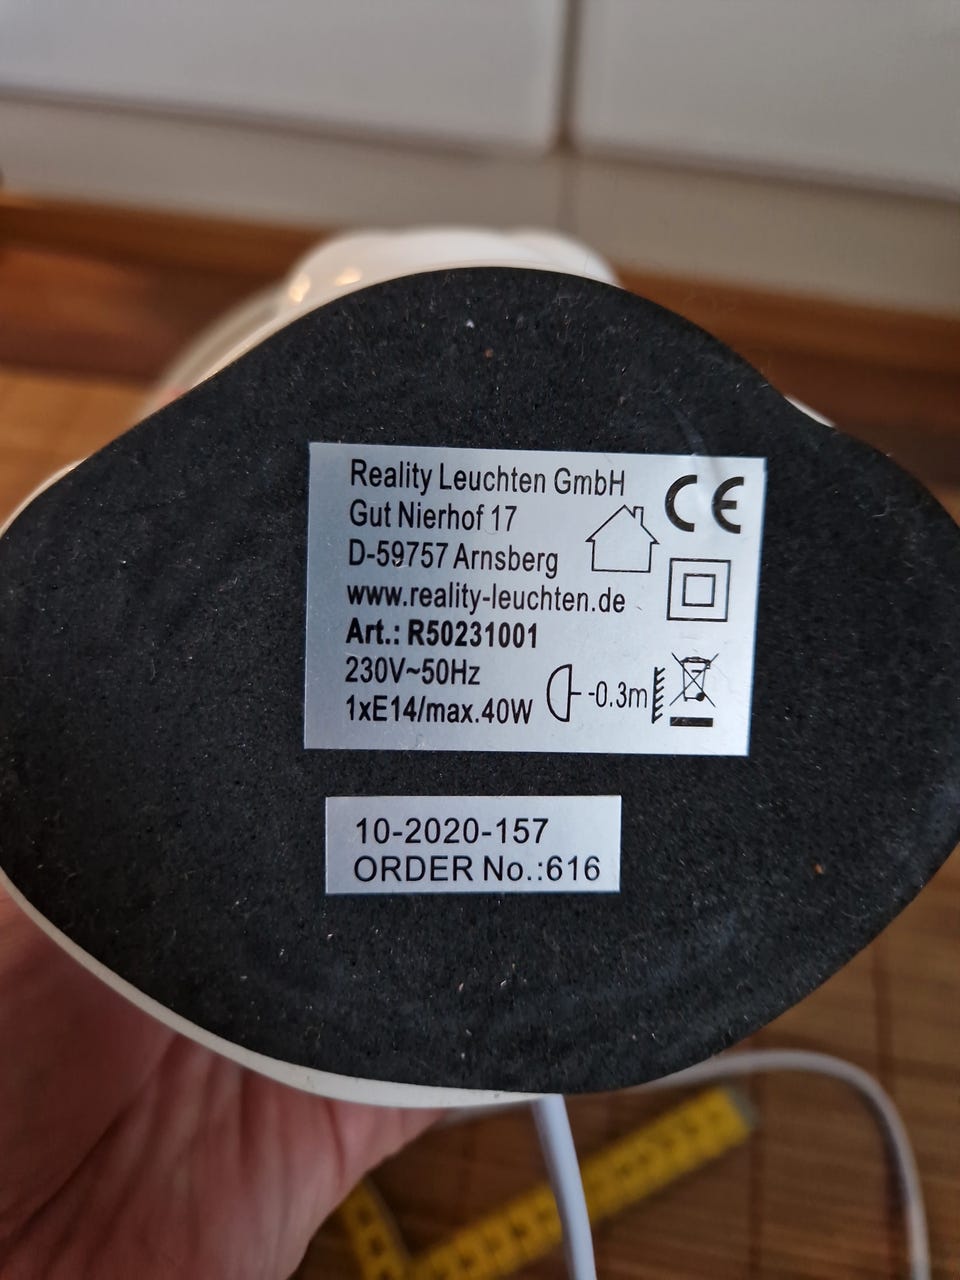 Reality Leuchten GmbH
Gut Nierhof 17
D-59757 Arnsberg
www.reality-leuchten.de
Art.: R50231001
230V~50Hz
1xE14/max.40W
-0.3m
CE
10-2020-157
ORDER No.:616